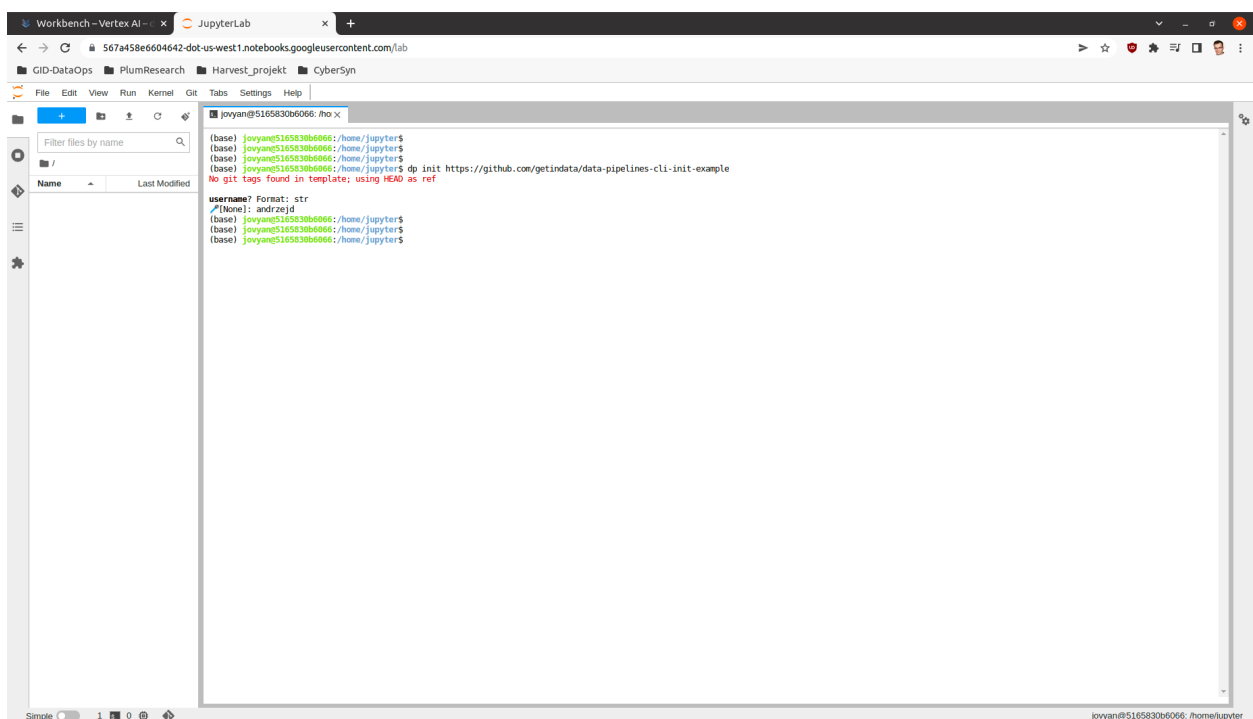 Workbench – Vertex AI – c
JupyterLab
567a458e6604642-dot-us-west1.notebooks.googleusercontent.com/lab
GID-DataOps PlumResearch Harvest_projekt CyberSyn
File Edit View Run Kernel Git Tabs Settings Help
jovyan@5165830b6066: /ho
Filter files by name
/
Name Last Modified
(base) jovyan@5165830b6066:/home/jupyter$
(base) jovyan@5165830b6066:/home/jupyter$
(base) jovyan@5165830b6066:/home/jupyter$
(base) jovyan@5165830b6066:/home/jupyter$ dp init https://github.com/getindata/data-pipelines-cli-init-example
No git tags found in template; using HEAD as ref
username? Format: str
[None]: andrzejd
(base) jovyan@5165830b6066:/home/jupyter$
(base) jovyan@5165830b6066:/home/jupyter$
(base) jovyan@5165830b6066:/home/jupyter$
Simple 1 0
jovyan@5165830b6066: /home/jupyter